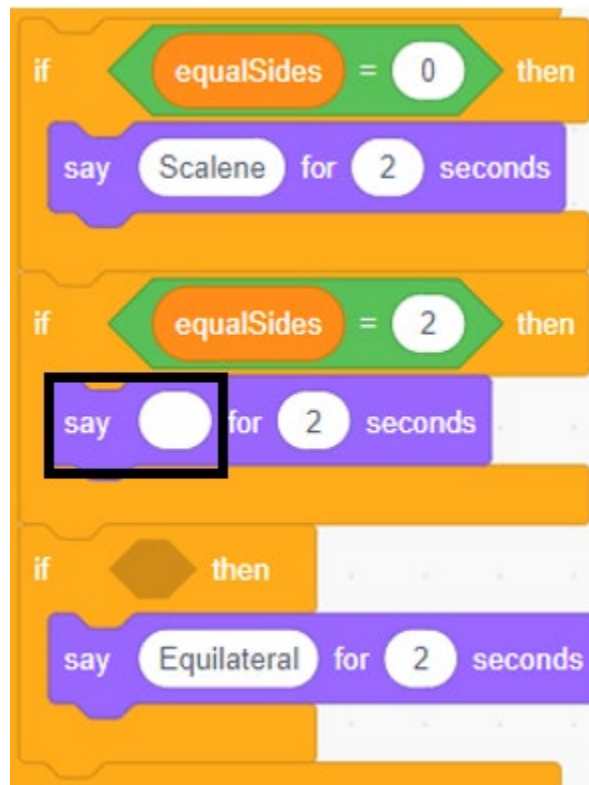 if equalSides = 0 then
say Scalene for 2 seconds
if equalSides = 2 then
say for 2 seconds
if then
say Equilateral for 2 seconds